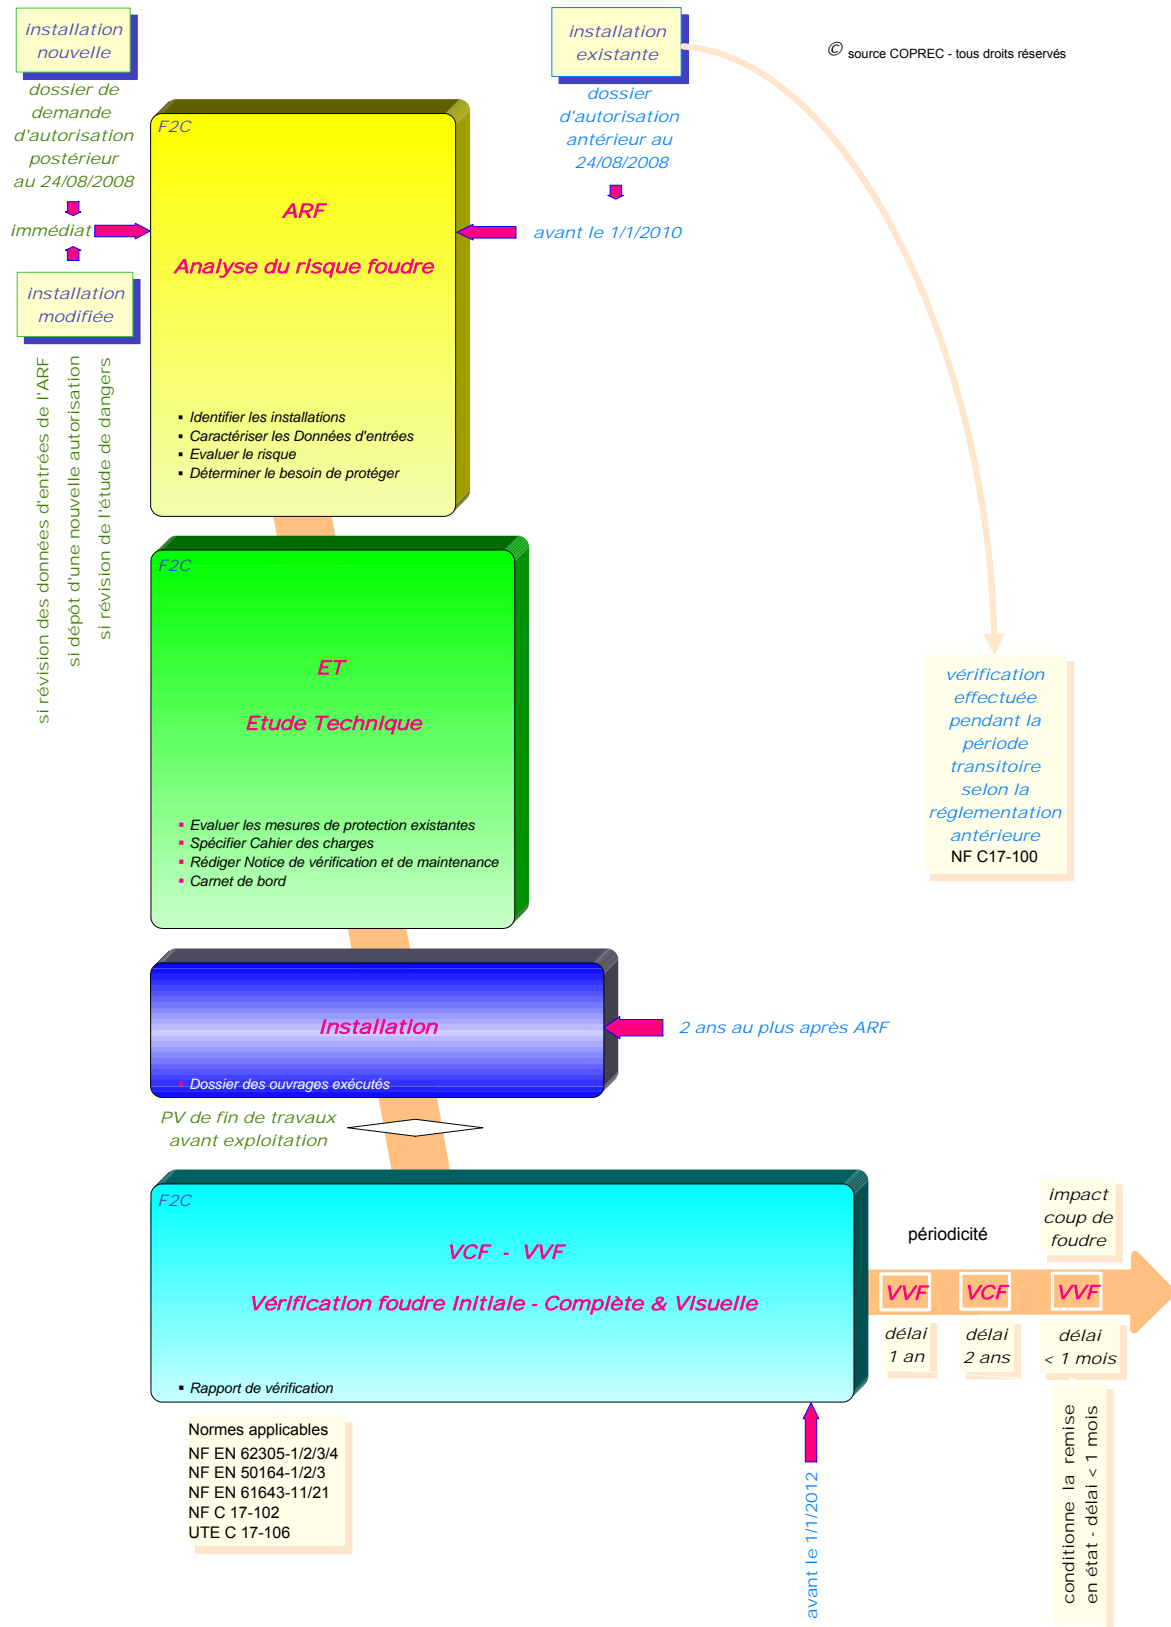 installation
nouvelle
dossier de
demande
d'autorisation
postérieur
au 24/08/2008
immédiat
installation
modifiée
si révision des données d'entrées de l'ARF
si dépôt d'une nouvelle autorisation
si révision de l'étude de dangers
installation
existante
dossier
d'autorisation
antérieur au
24/08/2008
avant le 1/1/2010
© source COPREC - tous droits réservés
F2C
ARF
Analyse du risque foudre
▪ Identifier les installations
▪ Caractériser les Données d'entrées
▪ Evaluer le risque
▪ Déterminer le besoin de protéger
F2C
ET
Etude Technique
▪ Evaluer les mesures de protection existantes
▪ Spécifier Cahier des charges
▪ Rédiger Notice de vérification et de maintenance
▪ Carnet de bord
vérification
effectuée
pendant la
période
transitoire
selon la
réglementation
antérieure
NF C17-100
Installation
▪ Dossier des ouvrages exécutés
2 ans au plus après ARF
PV de fin de travaux
avant exploitation
F2C
VCF - VVF
Vérification foudre Initiale - Complète & Visuelle
▪ Rapport de vérification
périodicité
impact
coup de
foudre
VVF
VCF
VVF
délai
1 an
délai
2 ans
délai
< 1 mois
conditionne la remise
en état - délai < 1 mois
avant le 1/1/2012
Normes applicables
NF EN 62305-1/2/3/4
NF EN 50164-1/2/3
NF EN 61643-11/21
NF C 17-102
UTE C 17-106